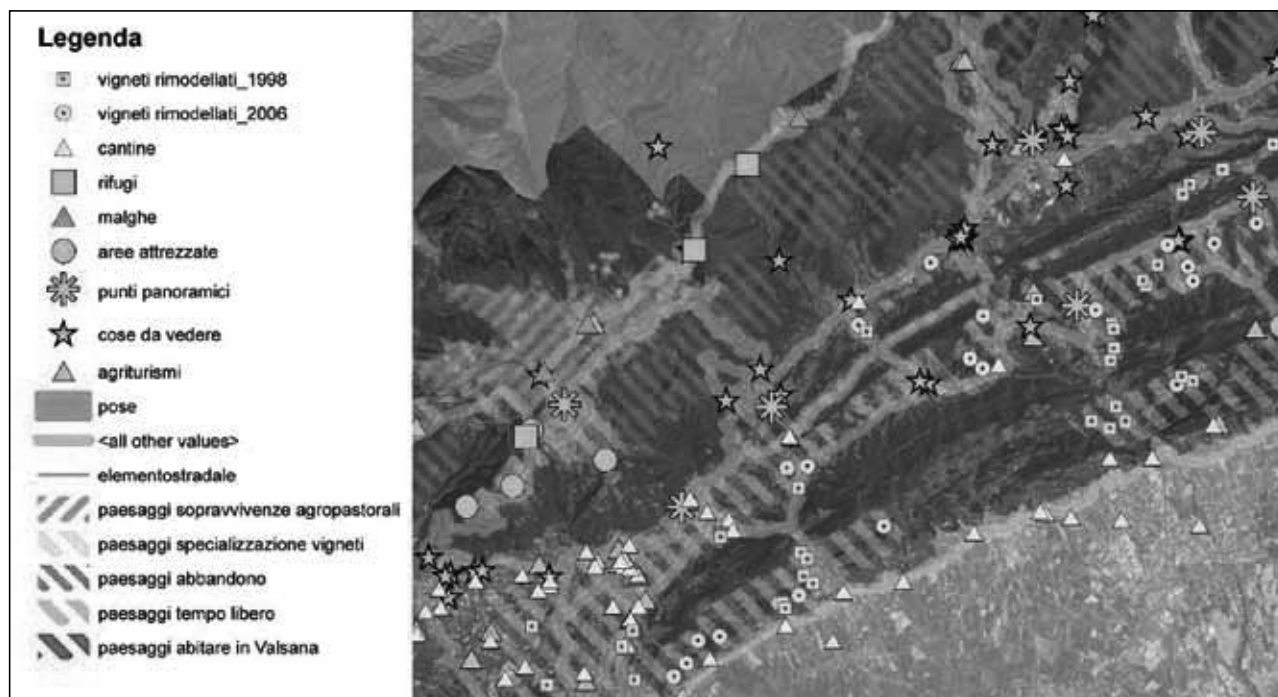 Legenda
vigneti rimodellati_1998
vigneti rimodellati_2006
cantine
rifugi
malghe
aree attrezzate
punti panoramici
cose da vedere
agriturismi
pose
<all other values>
elementostradale
paesaggi sopravvivenze agropastorali
paesaggi specializzazione vigneti
paesaggi abbandono
paesaggi tempo libero
paesaggi abitare in Valsana